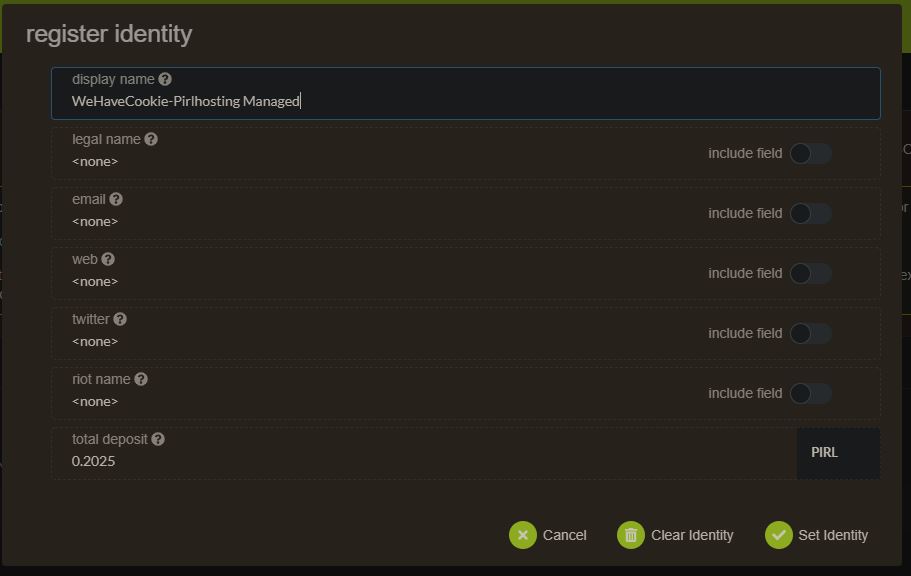 register identity
display name
WeHaveCookie-Pirlhosting Managed
legal name
<none>
include field
email
<none>
include field
web
<none>
include field
twitter
<none>
include field
riot name
<none>
include field
total deposit
0.2025
PIRL
Cancel
Clear Identity
Set Identity